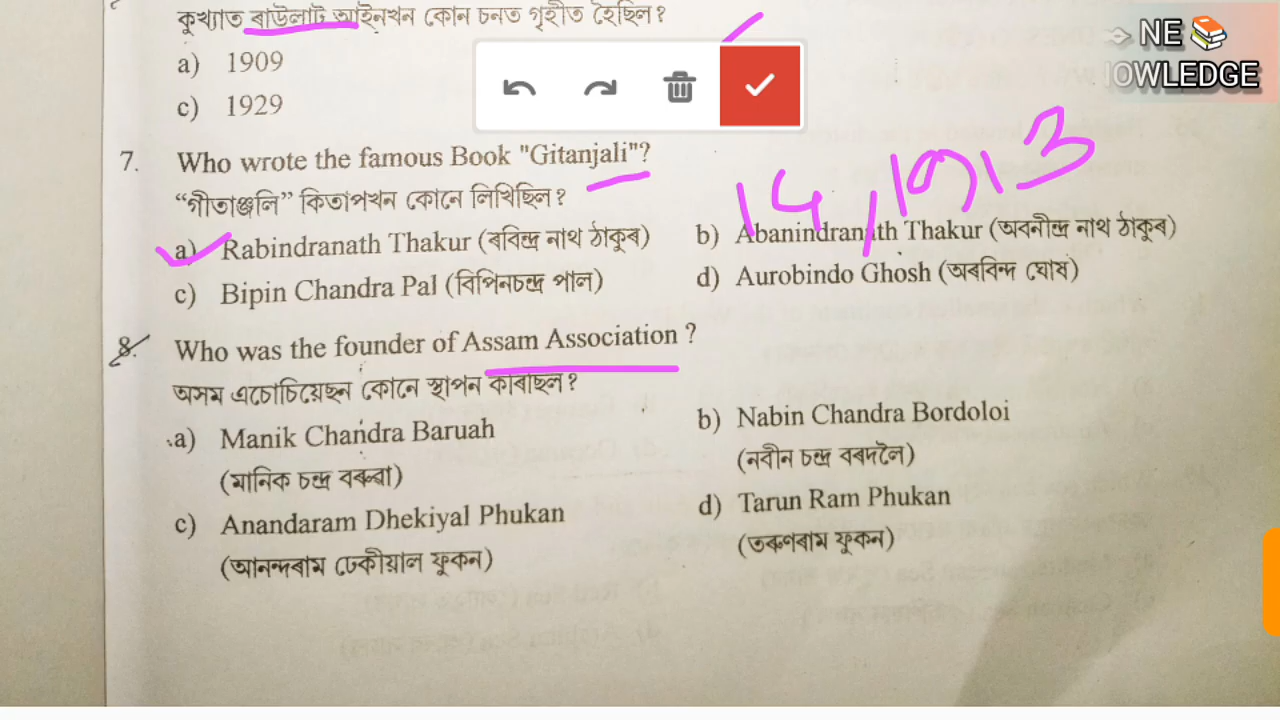 কুখ্যাত ৰাউলাট আইনখন কোন চনত গৃহীত হৈছিল?
a) 1909
c) 1929
NE
OWLEDGE
14, 1913
7. Who wrote the famous Book "Gitanjali"?
“গীতাঞ্জলি” কিতাপখন কোনে লিখিছিল?
a) Rabindranath Thakur (ৰবিন্দ্ৰ নাথ ঠাকুৰ) b) Abanindranath Thakur (অবনীন্দ্ৰ নাথ ঠাকুৰ)
c) Bipin Chandra Pal (বিপিনচন্দ্ৰ পাল) d) Aurobindo Ghosh (অৰবিন্দ ঘোষ)
8. Who was the founder of Assam Association ?
অসম এচোচিয়েছন কোনে স্থাপন কৰিছিল?
a) Manik Chandra Baruah b) Nabin Chandra Bordoloi
(মানিক চন্দ্ৰ বৰুৱা) (নবীন চন্দ্ৰ বৰদলৈ)
c) Anandaram Dhekiyal Phukan d) Tarun Ram Phukan
(আনন্দৰাম ঢেকীয়াল ফুকন) (তৰুণৰাম ফুকন)